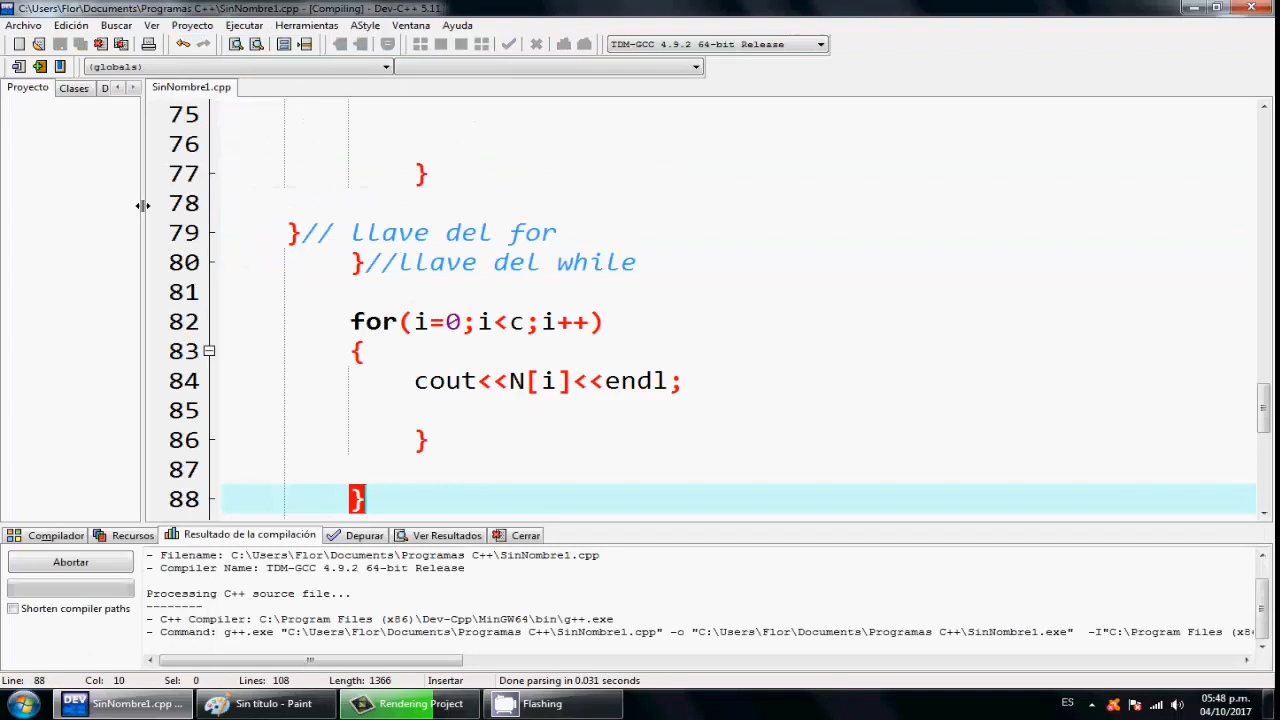 C:\Users\Flor\Documents\Programas C++\SinNombre1.cpp - [Compiling] - Dev-C++ 5.11
Archivo Edición Buscar Ver Proyecto Ejecutar Herramientas AStyle Ventana Ayuda
TDM-GCC 4.9.2 64-bit Release
(globals)
Proyecto Clases D SinNombre1.cpp
75
76
77 }
78
79 }// llave del for
80 }//llave del while
81
82 for(i=0;i<c;i++)
83 {
84 cout<<N[i]<<endl;
85
86 }
87
88 }
Compilador Recursos Resultado de la compilación Depurar Ver Resultados Cerrar
Abortar
Shorten compiler paths
- Filename: C:\Users\Flor\Documents\Programas C++\SinNombre1.cpp
- Compiler Name: TDM-GCC 4.9.2 64-bit Release
Processing C++ source file...
--------
- C++ Compiler: C:\Program Files (x86)\Dev-Cpp\MinGW64\bin\g++.exe
- Command: g++.exe "C:\Users\Flor\Documents\Programas C++\SinNombre1.cpp" -o "C:\Users\Flor\Documents\Programas C++\SinNombre1.exe" -I"C:\Program Files (x86
Line: 88 Col: 10 Sel: 0 Lines: 108 Length: 1366 Insertar Done parsing in 0.031 seconds
DEV SinNombre1.cpp ... Sin título - Paint Rendering Project Flashing ES 05:48 p.m.
04/10/2017